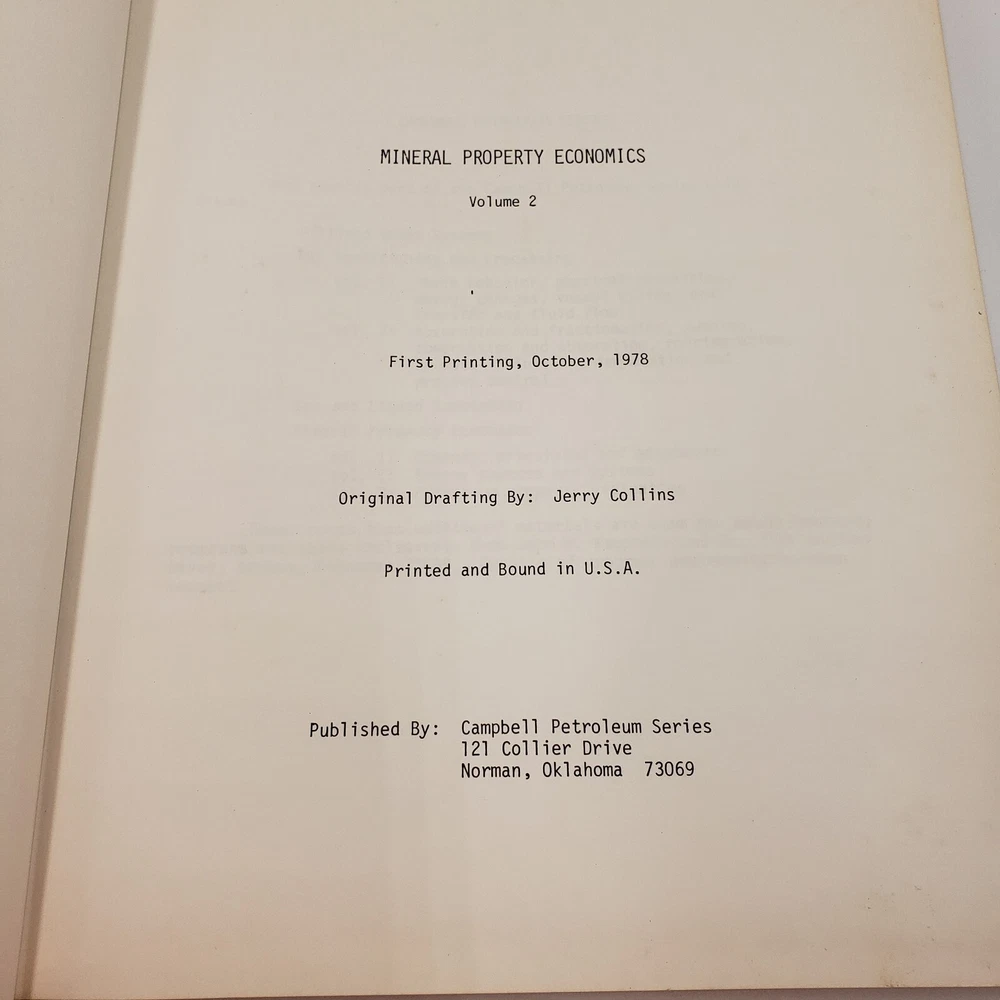 MINERAL PROPERTY ECONOMICS
Volume 2
First Printing, October, 1978
Original Drafting By: Jerry Collins
Printed and Bound in U.S.A.
Published By: Campbell Petroleum Series
121 Collier Drive
Norman, Oklahoma 73069